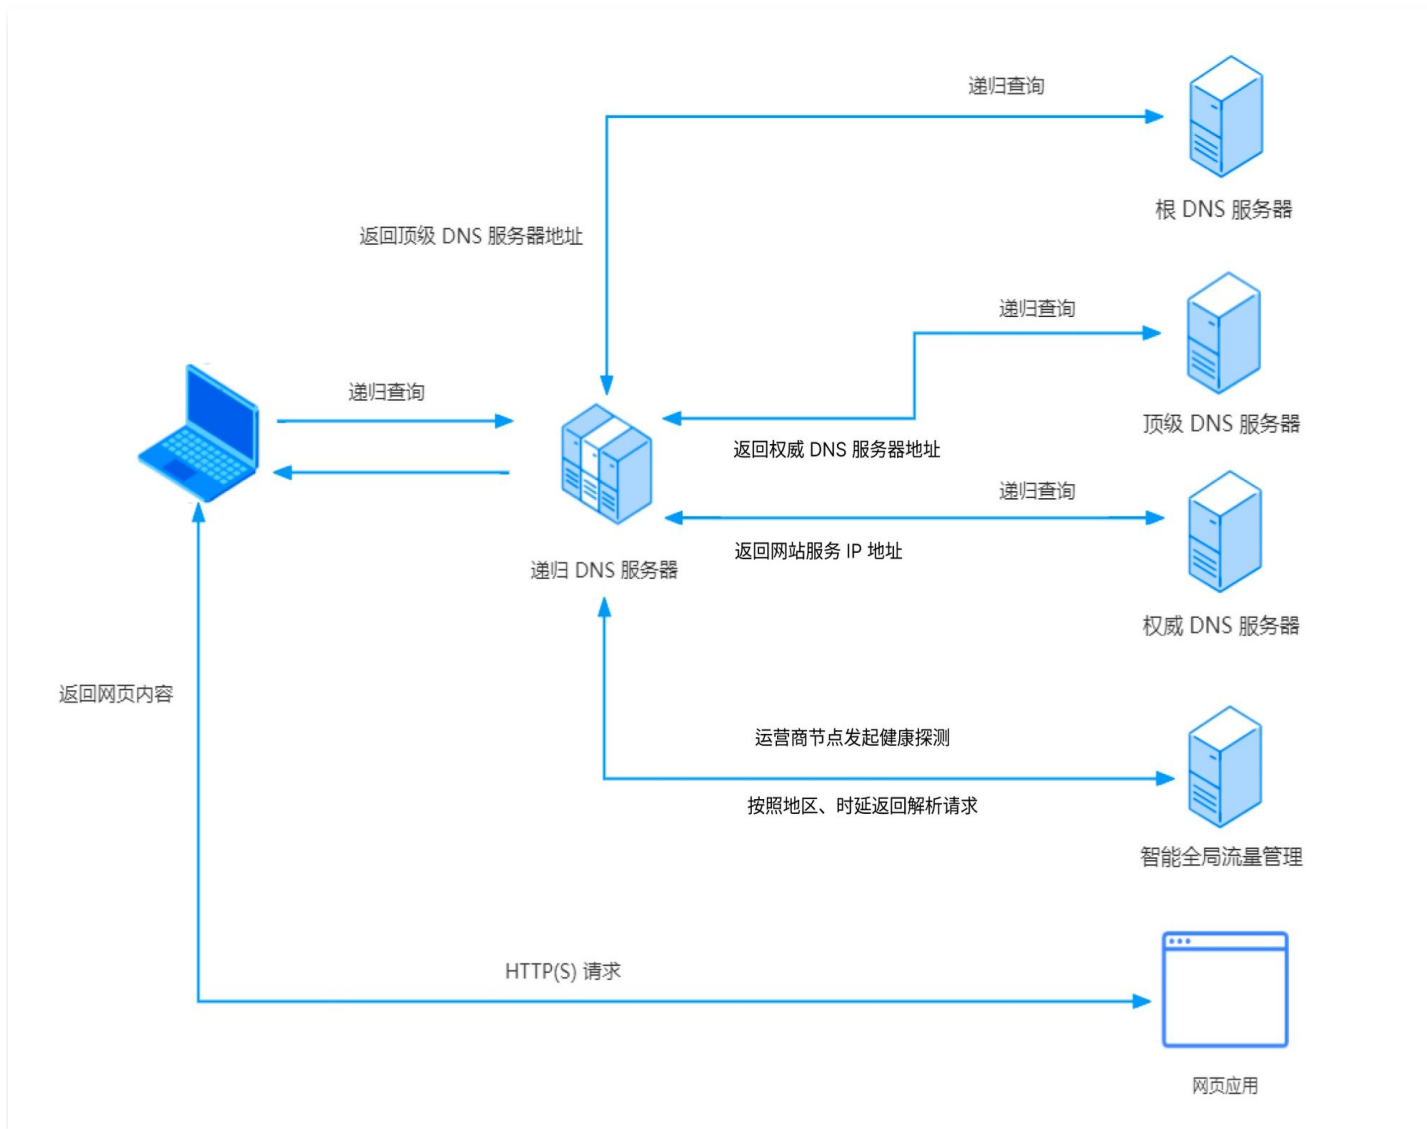 递归查询
根 DNS 服务器
返回顶级 DNS 服务器地址
递归查询
顶级 DNS 服务器
递归查询
返回权威 DNS 服务器地址
递归查询
返回网站服务 IP 地址
递归 DNS 服务器
权威 DNS 服务器
返回网页内容
运营商节点发起健康探测
按照地区、时延返回解析请求
智能全局流量管理
HTTP(S) 请求
网页应用